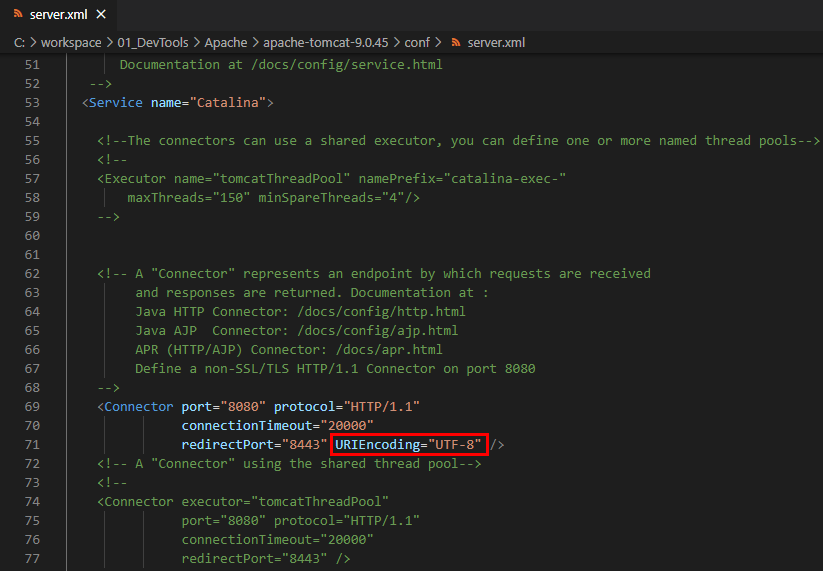 server.xml ×
C: > workspace > 01_DevTools > Apache > apache-tomcat-9.0.45 > conf > server.xml
51 Documentation at /docs/config/service.html
52 -->
53 <Service name="Catalina">
54
55 <!--The connectors can use a shared executor, you can define one or more named thread pools-->
56 <!--
57 <Executor name="tomcatThreadPool" namePrefix="catalina-exec-"
58 maxThreads="150" minSpareThreads="4"/>
59 -->
60
61
62 <!-- A "Connector" represents an endpoint by which requests are received
63 and responses are returned. Documentation at :
64 Java HTTP Connector: /docs/config/http.html
65 Java AJP  Connector: /docs/config/ajp.html
66 APR (HTTP/AJP) Connector: /docs/apr.html
67 Define a non-SSL/TLS HTTP/1.1 Connector on port 8080
68 -->
69 <Connector port="8080" protocol="HTTP/1.1"
70 connectionTimeout="20000"
71 redirectPort="8443" URIEncoding="UTF-8" />
72 <!-- A "Connector" using the shared thread pool-->
73 <!--
74 <Connector executor="tomcatThreadPool"
75 port="8080" protocol="HTTP/1.1"
76 connectionTimeout="20000"
77 redirectPort="8443" />